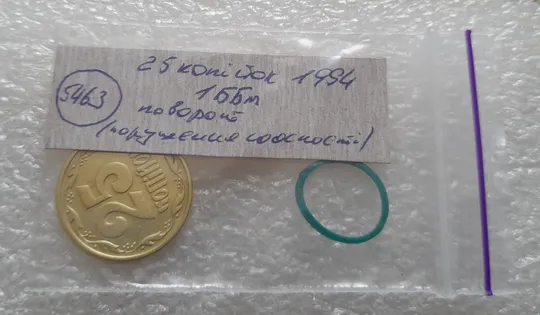 5463
25 копійок 1994
1ББм
поворот
(порушення соосності)
25
КОПІЙОК